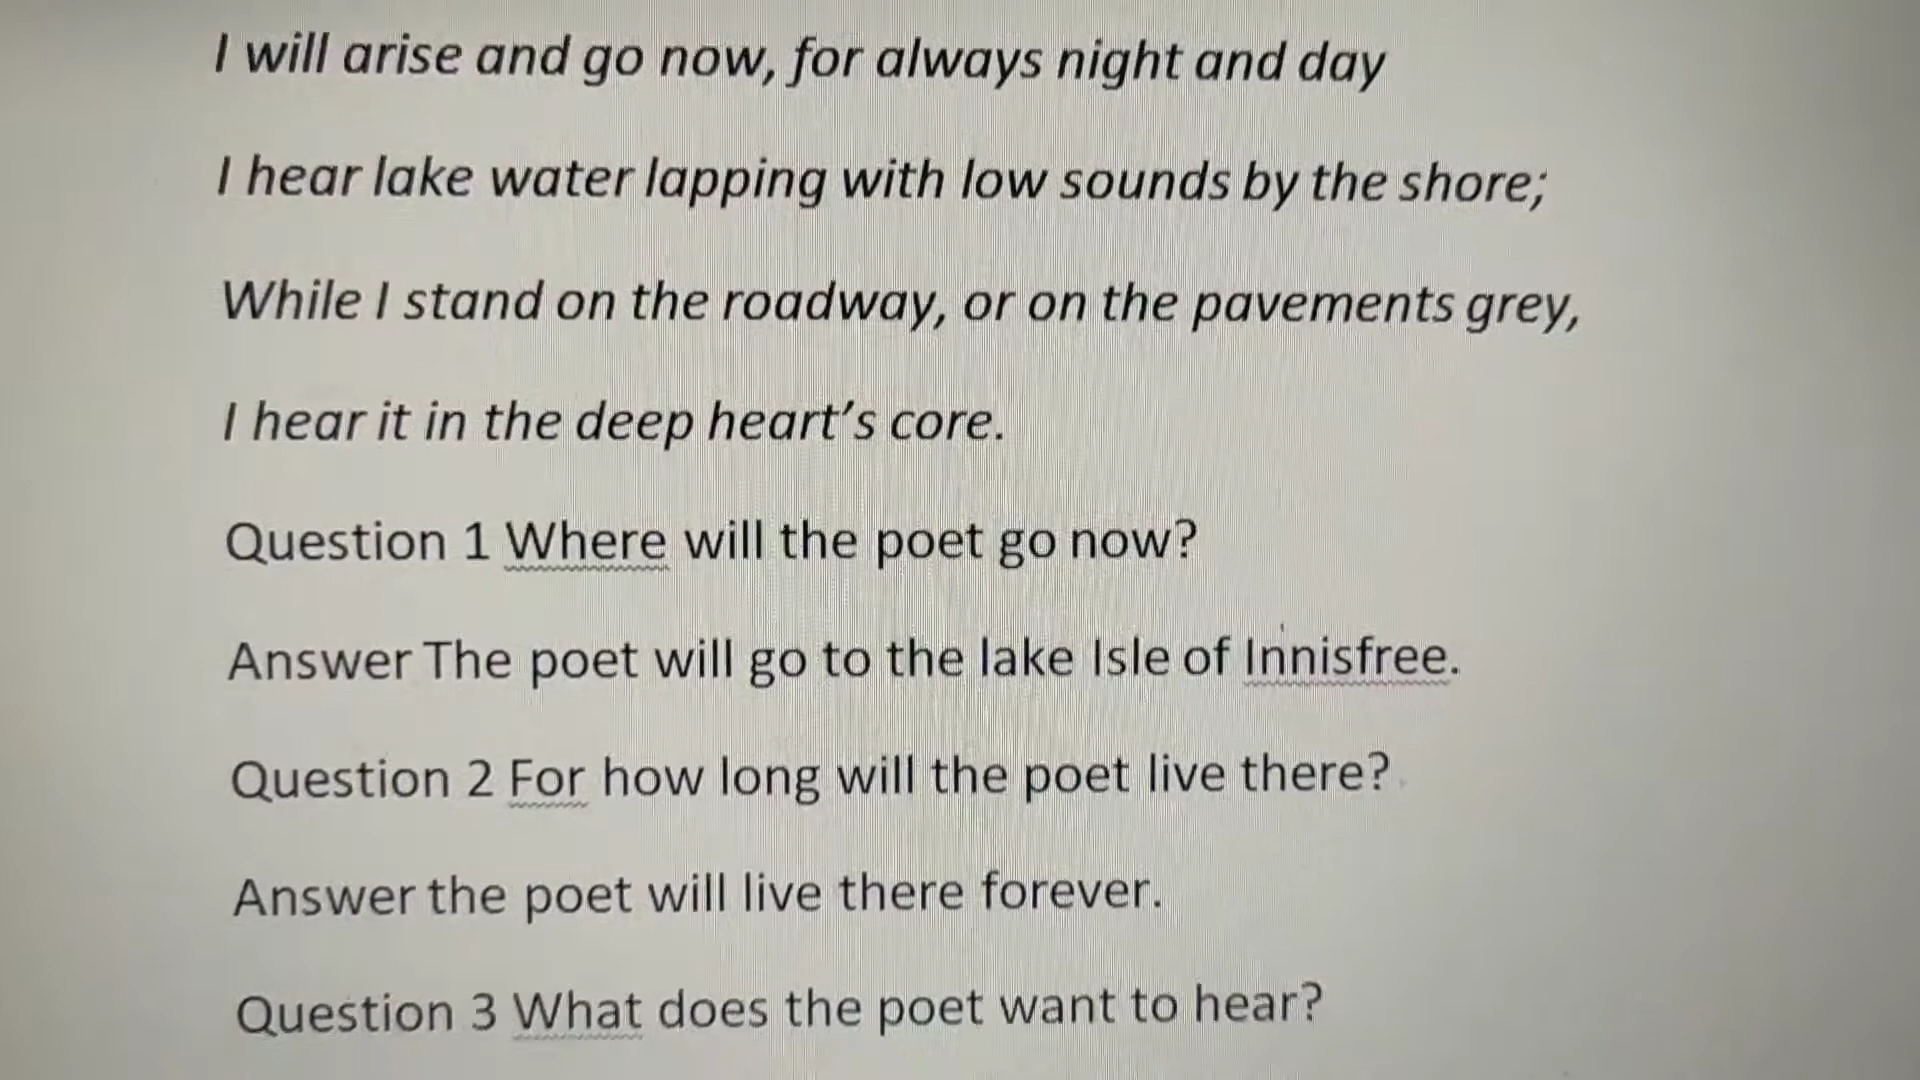 I will arise and go now, for always night and day
I hear lake water lapping with low sounds by the shore;
While I stand on the roadway, or on the pavements grey,
I hear it in the deep heart's core.
Question 1 Where will the poet go now?
Answer The poet will go to the lake Isle of Innisfree.
Question 2 For how long will the poet live there?
Answer the poet will live there forever.
Question 3 What does the poet want to hear?